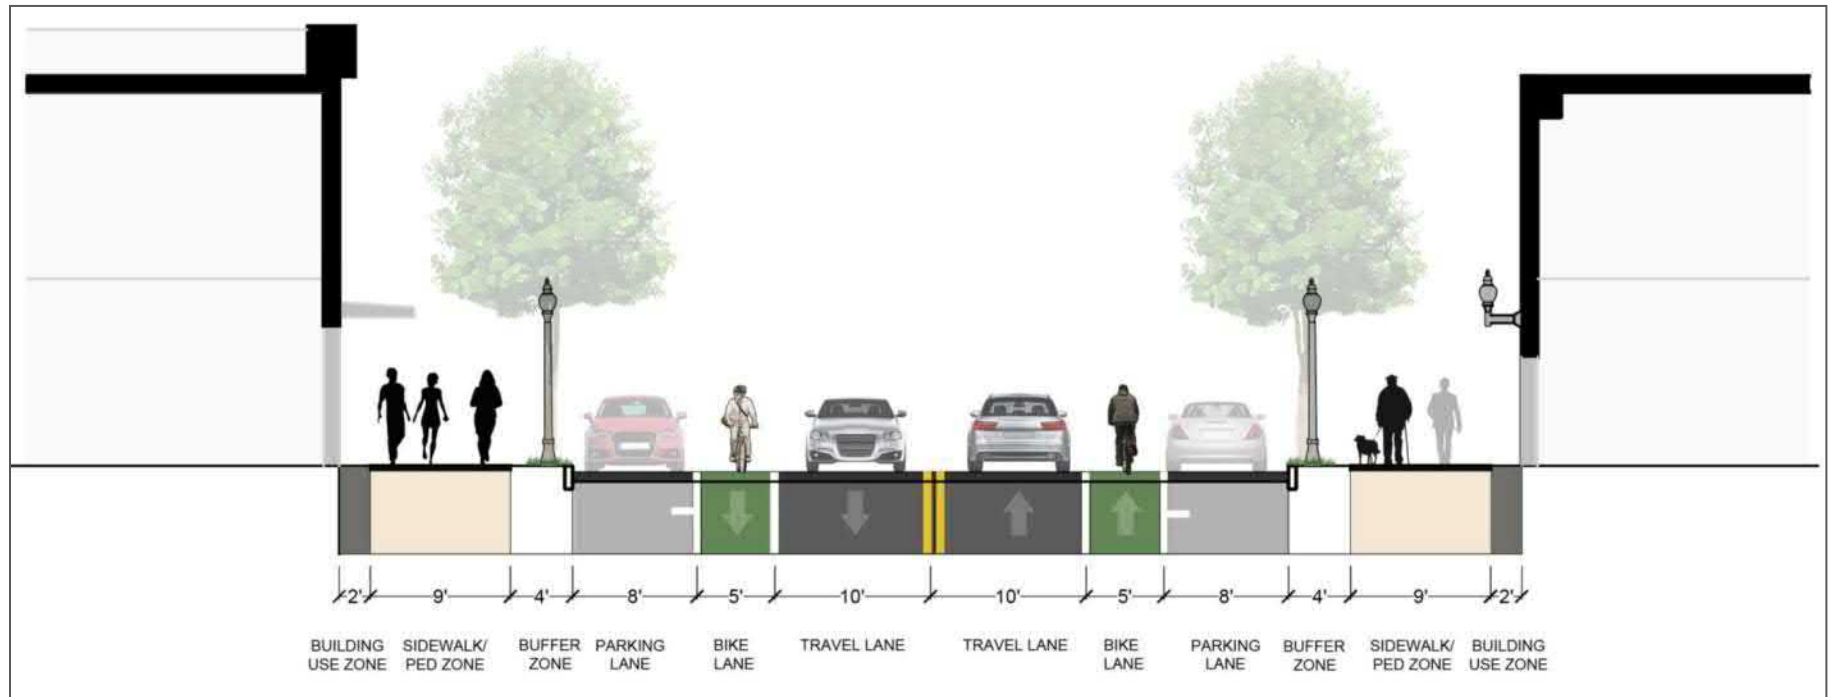 2' 9' 4' 8' 5' 10' 10' 5' 8' 4' 9' 2'
BUILDING SIDEWALK/ BUFFER PARKING BIKE TRAVEL LANE TRAVEL LANE BIKE PARKING BUFFER SIDEWALK/ BUILDING
USE ZONE PED ZONE ZONE LANE LANE LANE LANE ZONE PED ZONE USE ZONE